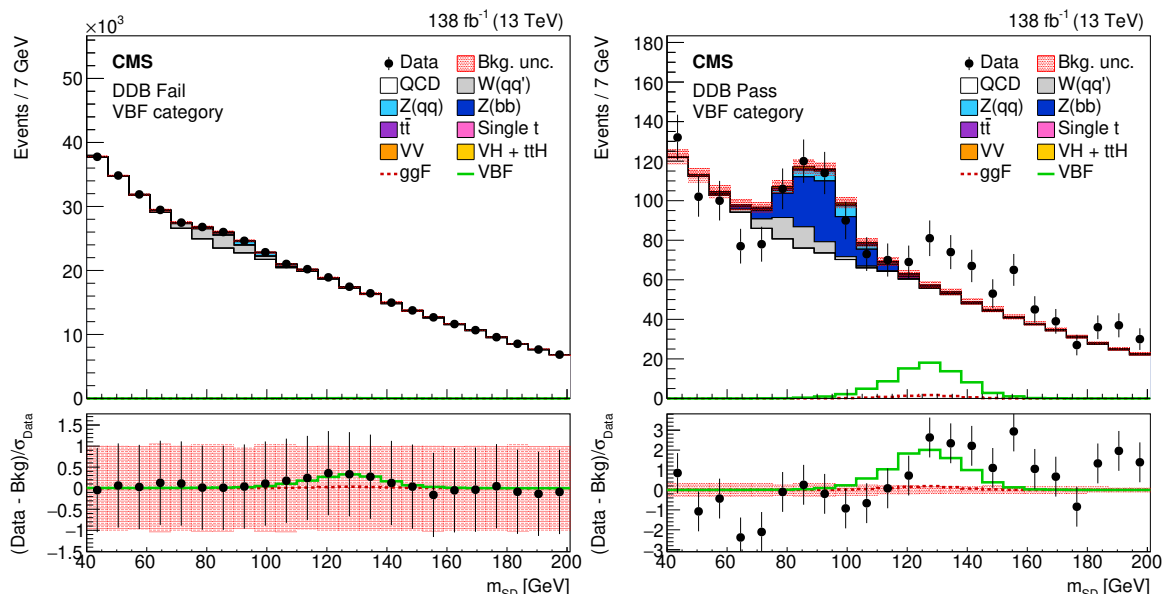 ×10³
138 fb⁻¹ (13 TeV)
Events / 7 GeV
CMS
DDB Fail
VBF category
Data
Bkg. unc.
QCD
W(qq')
Z(qq)
Z(bb)
tt̄
Single t
VV
VH + ttH
ggF
VBF
50
40
30
20
10
0
(Data - Bkg)/σ_Data
1.5
1
0.5
0
−0.5
−1
−1.5
40 60 80 100 120 140 160 180 200
m_SD [GeV]
138 fb⁻¹ (13 TeV)
Events / 7 GeV
CMS
DDB Pass
VBF category
Data
Bkg. unc.
QCD
W(qq')
Z(qq)
Z(bb)
tt̄
Single t
VV
VH + ttH
ggF
VBF
180
160
140
120
100
80
60
40
20
0
(Data - Bkg)/σ_Data
3
2
1
0
−1
−2
−3
40 60 80 100 120 140 160 180 200
m_SD [GeV]